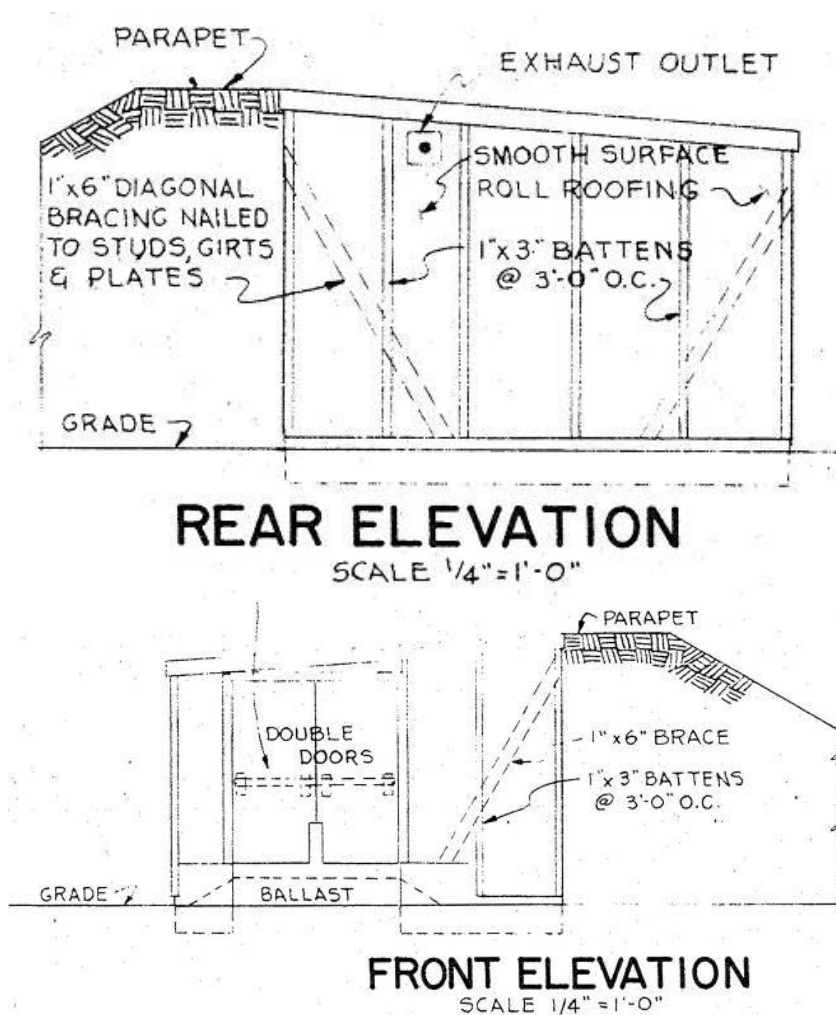 PARAPET
EXHAUST OUTLET
SMOOTH SURFACE
ROLL ROOFING
1"x6" DIAGONAL
BRACING NAILED
TO STUDS, GIRTS
& PLATES
1"x3" BATTENS
@ 3'-0" O.C.
GRADE
REAR ELEVATION
SCALE 1/4"=1'-0"
PARAPET
DOUBLE
DOORS
1"x6" BRACE
1"x3" BATTENS
@ 3'-0" O.C.
GRADE
BALLAST
FRONT ELEVATION
SCALE 1/4"=1'-0"